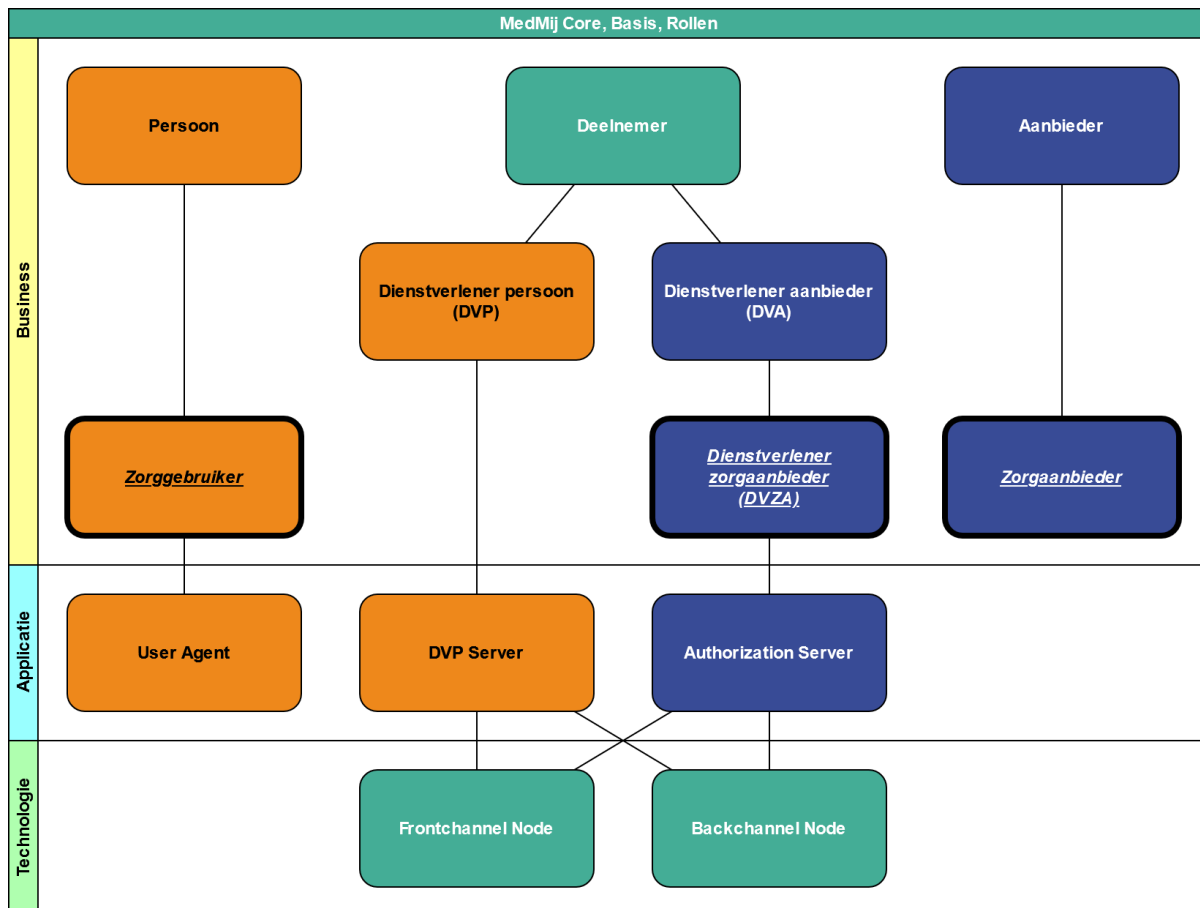 MedMij Core, Basis, Rollen
Business
Persoon
Deelnemer
Aanbieder
Dienstverlener persoon
(DVP)
Dienstverlener aanbieder
(DVA)
Zorggebruiker
Dienstverlener
zorgaanbieder
(DVZA)
Zorgaanbieder
Applicatie
User Agent
DVP Server
Authorization Server
Technologie
Frontchannel Node
Backchannel Node